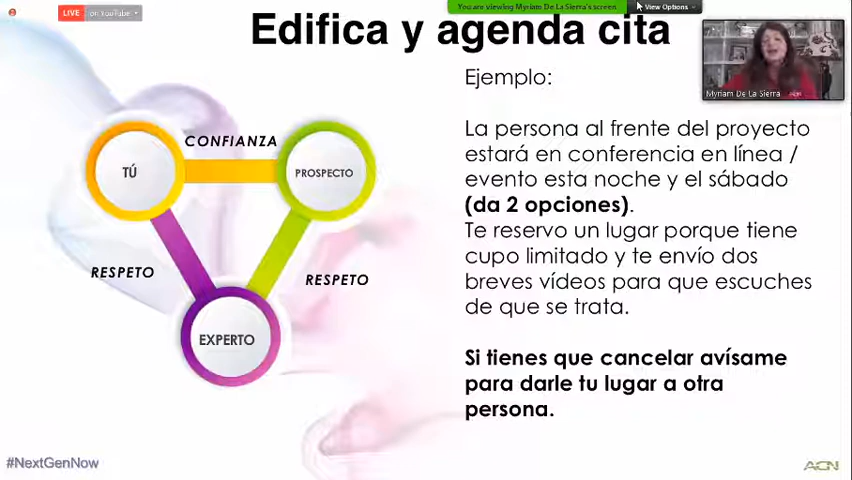 LIVE on YouTube
You are viewing Myriam De La Sierra's screen
View Options
Edifica y agenda cita
Myriam De La Sierra
Ejemplo:
La persona al frente del proyecto
estará en conferencia en línea /
evento esta noche y el sábado
(da 2 opciones).
Te reservo un lugar porque tiene
cupo limitado y te envío dos
breves vídeos para que escuches
de que se trata.
Si tienes que cancelar avísame
para darle tu lugar a otra
persona.
CONFIANZA
TÚ
PROSPECTO
RESPETO
RESPETO
EXPERTO
#NextGenNow
ACN